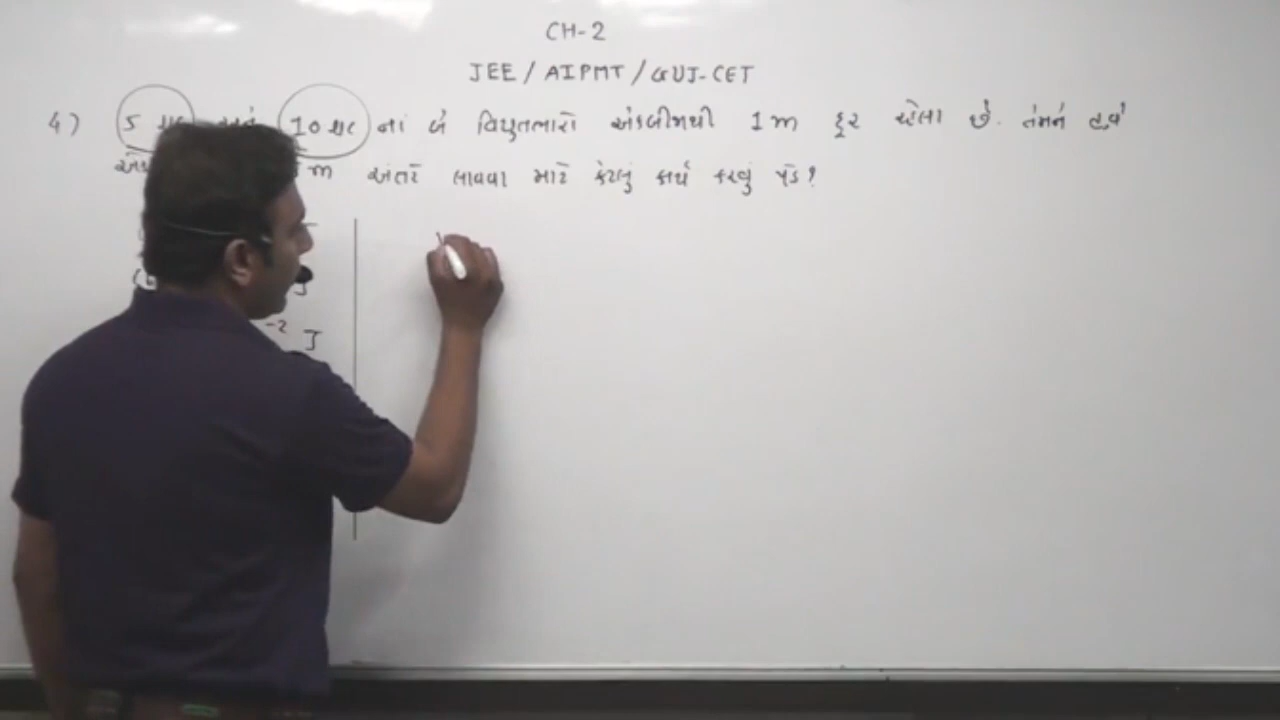 CH-2
JEE / AIPMT / GUJ-CET
4) 5 μC અને 10 μC નાં બે વિદ્યુતભારો એકબીજાથી 1m દૂર રહેલા છે. તેમને હવે
m અંતરે લાવવા માટે કેટલું કાર્ય કરવું પડે?
-2 J